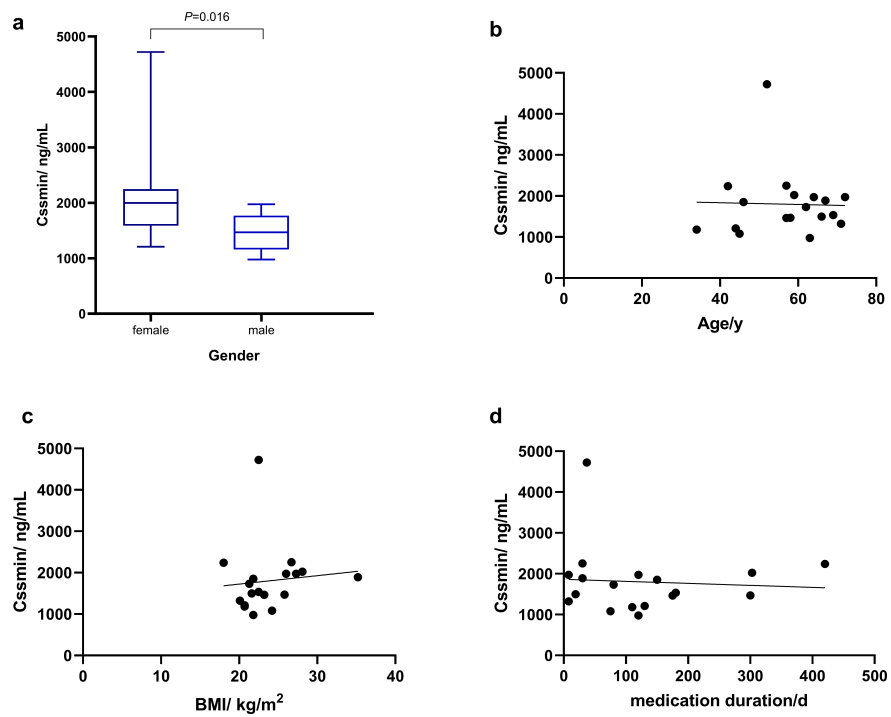 a
P=0.016
5000
4000
3000
2000
1000
0
Cssmin/ ng/mL
female
male
Gender
b
5000
4000
3000
2000
1000
0
Cssmin/ ng/mL
0
20
40
60
80
Age/y
c
5000
4000
3000
2000
1000
0
Cssmin/ ng/mL
0
10
20
30
40
BMI/ kg/m²
d
5000
4000
3000
2000
1000
0
Cssmin/ ng/mL
0
100
200
300
400
500
medication duration/d